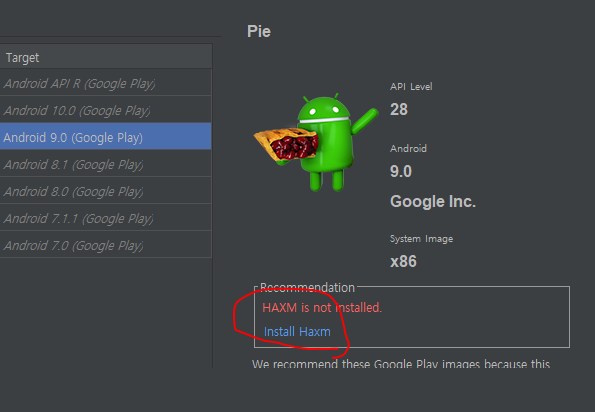 Pie
Target
Android API R (Google Play)
Android 10.0 (Google Play)
Android 9.0 (Google Play)
Android 8.1 (Google Play)
Android 8.0 (Google Play)
Android 7.1.1 (Google Play)
Android 7.0 (Google Play)
API Level
28
Android
9.0
Google Inc.
System Image
x86
Recommendation
HAXM is not installed.
Install Haxm
We recommend these Google Play images because this